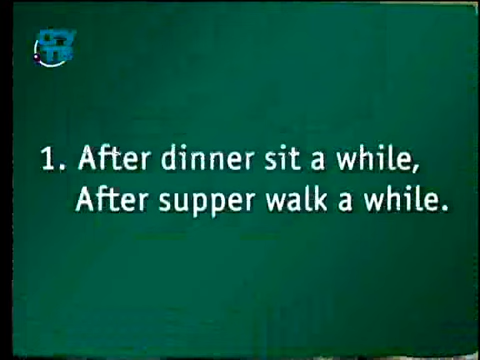 1. After dinner sit a while,
After supper walk a while.